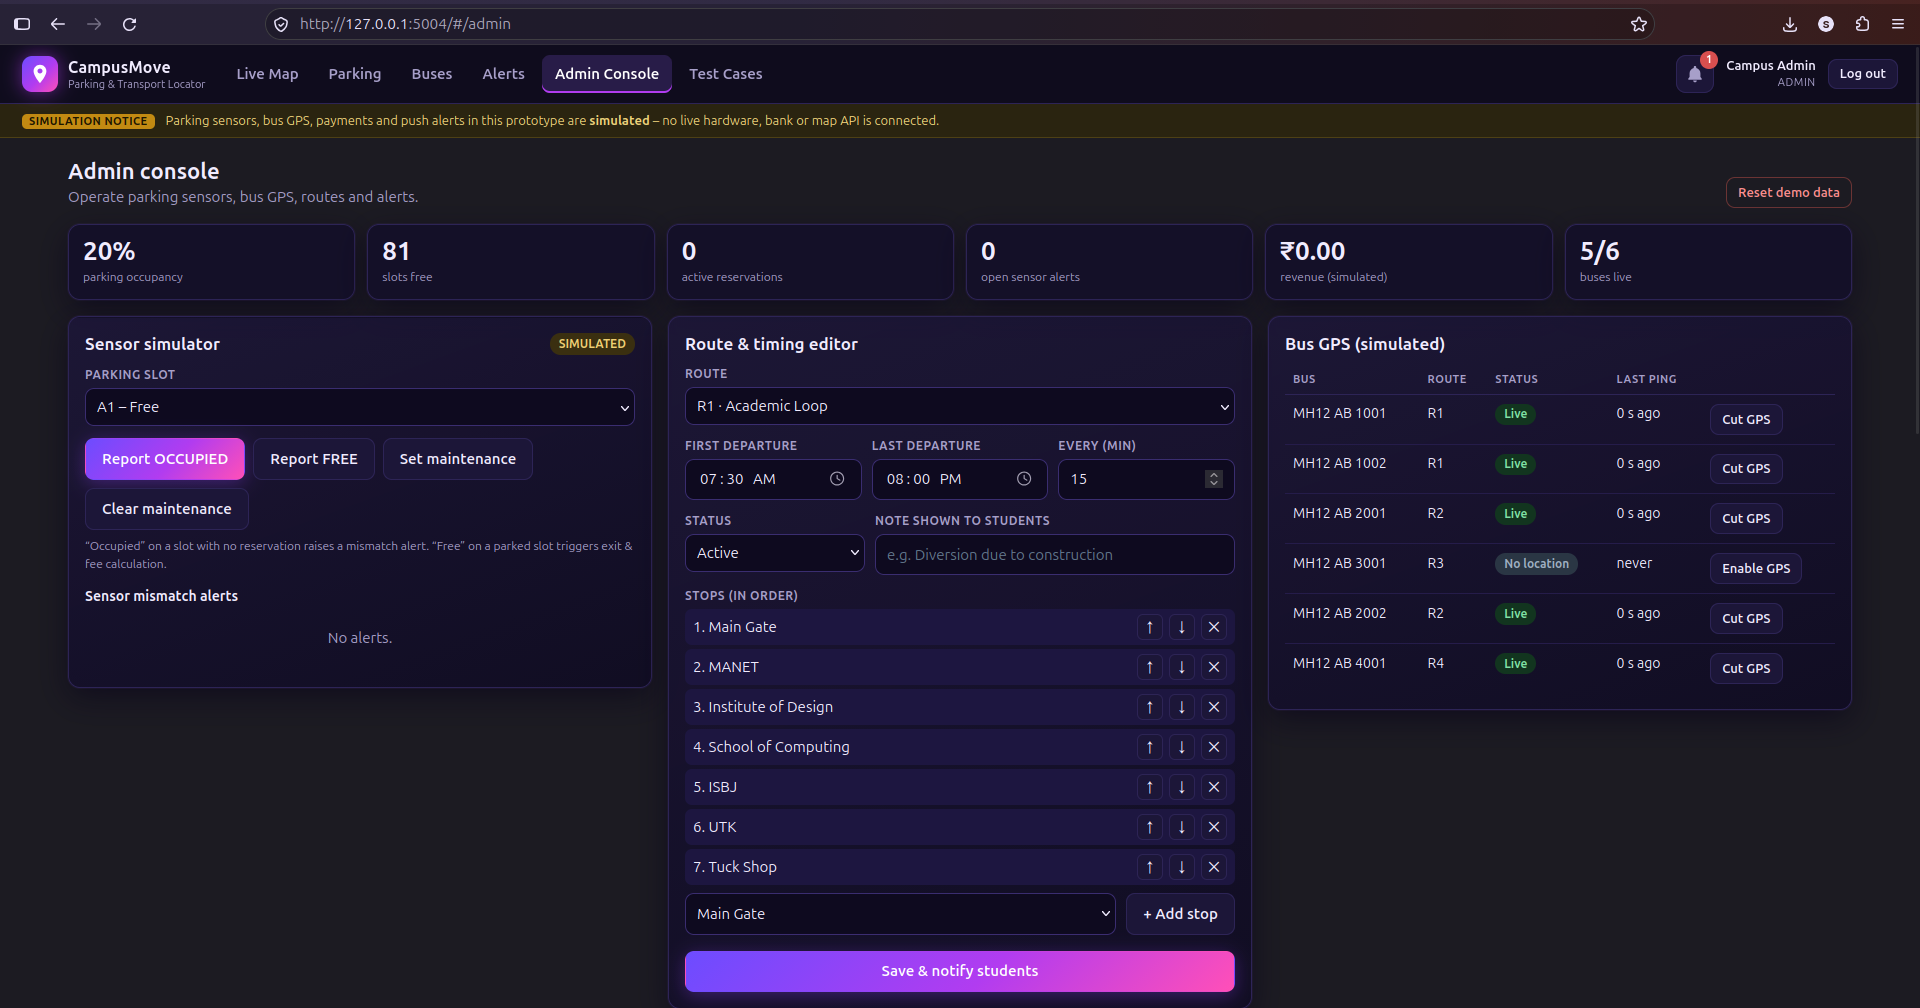 http://127.0.0.1:5004/#/admin
S
CampusMove
Parking & Transport Locator
Live Map
Parking
Buses
Alerts
Admin Console
Test Cases
1
Campus Admin
ADMIN
Log out
SIMULATION NOTICE Parking sensors, bus GPS, payments and push alerts in this prototype are simulated – no live hardware, bank or map API is connected.
Admin console
Operate parking sensors, bus GPS, routes and alerts.
Reset demo data
20%
parking occupancy
81
slots free
0
active reservations
0
open sensor alerts
₹0.00
revenue (simulated)
5/6
buses live
Sensor simulator
SIMULATED
PARKING SLOT
A1 – Free
Report OCCUPIED
Report FREE
Set maintenance
Clear maintenance
“Occupied” on a slot with no reservation raises a mismatch alert. “Free” on a parked slot triggers exit &
fee calculation.
Sensor mismatch alerts
No alerts.
Route & timing editor
ROUTE
R1 · Academic Loop
FIRST DEPARTURE
LAST DEPARTURE
EVERY (MIN)
07:30 AM
08:00 PM
15
STATUS
NOTE SHOWN TO STUDENTS
Active
e.g. Diversion due to construction
STOPS (IN ORDER)
1. Main Gate ↑ ↓ ✕
2. MANET ↑ ↓ ✕
3. Institute of Design ↑ ↓ ✕
4. School of Computing ↑ ↓ ✕
5. ISBJ ↑ ↓ ✕
6. UTK ↑ ↓ ✕
7. Tuck Shop ↑ ↓ ✕
Main Gate
+ Add stop
Save & notify students
Bus GPS (simulated)
BUS ROUTE STATUS LAST PING
MH12 AB 1001 R1 Live 0 s ago Cut GPS
MH12 AB 1002 R1 Live 0 s ago Cut GPS
MH12 AB 2001 R2 Live 0 s ago Cut GPS
MH12 AB 3001 R3 No location never Enable GPS
MH12 AB 2002 R2 Live 0 s ago Cut GPS
MH12 AB 4001 R4 Live 0 s ago Cut GPS